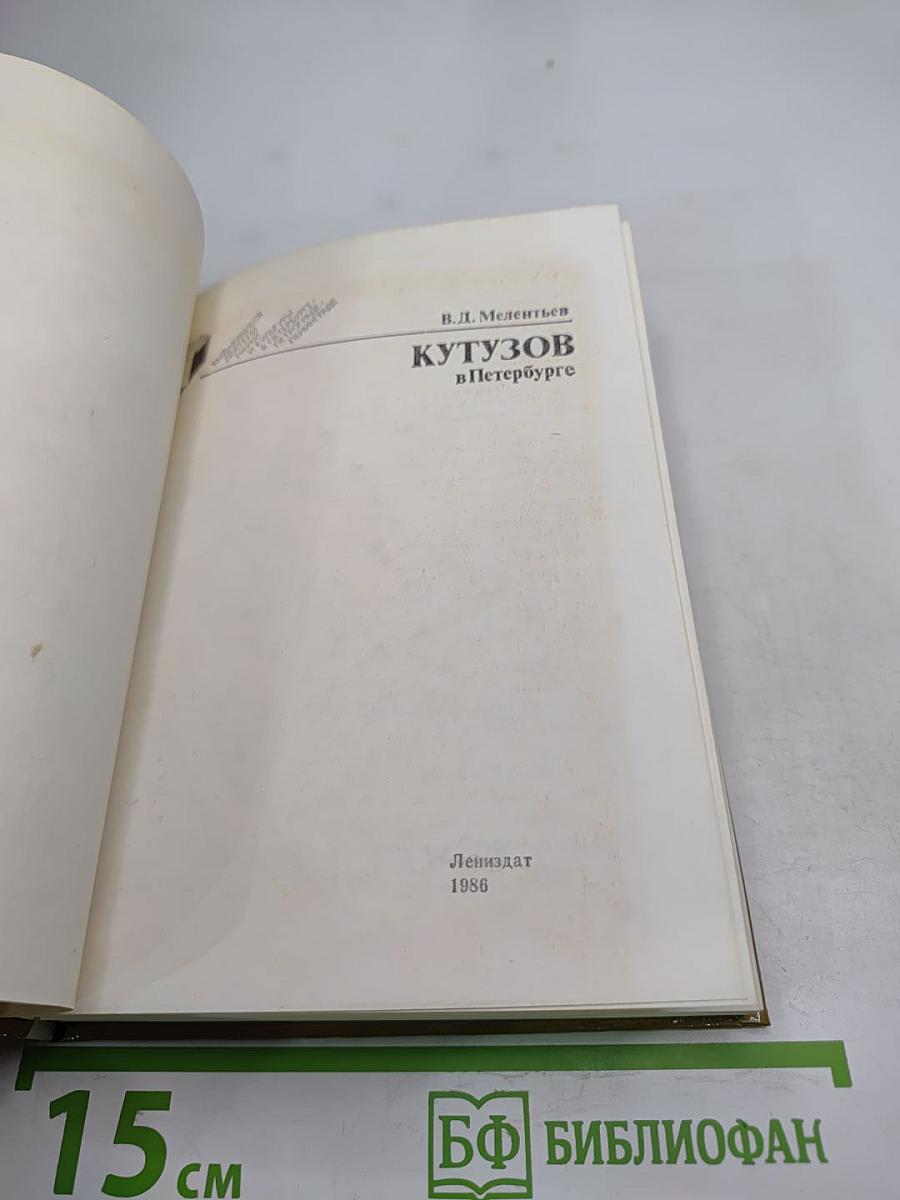 В.Д. Мелентьев
КУТУЗОВ
в Петербурге
Лениздат
1986
15 см
БФ БИБЛИОФАН